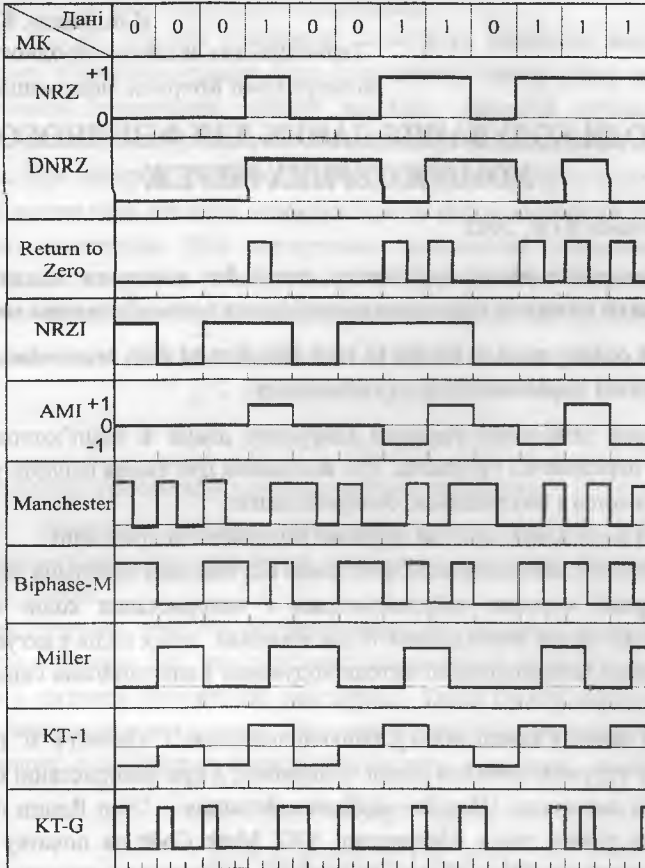 Дані
МК
0 0 0 1 0 0 1 1 0 1 1 1
NRZ +1
0
DNRZ
Return to
Zero
NRZI
AMI +1
0
-1
Manchester
Biphase-M
Miller
KT-1
KT-G